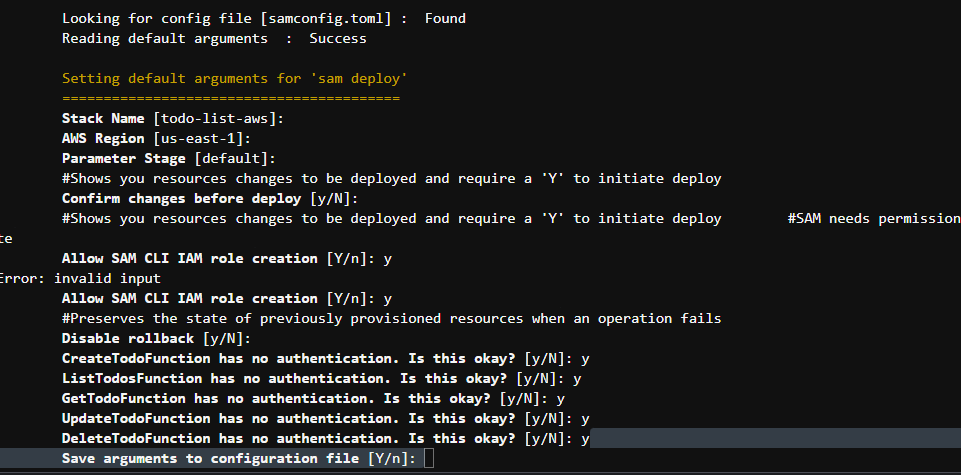 Looking for config file [samconfig.toml] :  Found
Reading default arguments  :  Success
Setting default arguments for 'sam deploy'
=========================================
Stack Name [todo-list-aws]:
AWS Region [us-east-1]:
Parameter Stage [default]:
#Shows you resources changes to be deployed and require a 'Y' to initiate deploy
Confirm changes before deploy [y/N]:
#Shows you resources changes to be deployed and require a 'Y' to initiate deploy        #SAM needs permission
te
Allow SAM CLI IAM role creation [Y/n]: y
Error: invalid input
Allow SAM CLI IAM role creation [Y/n]: y
#Preserves the state of previously provisioned resources when an operation fails
Disable rollback [y/N]:
CreateTodoFunction has no authentication. Is this okay? [y/N]: y
ListTodosFunction has no authentication. Is this okay? [y/N]: y
GetTodoFunction has no authentication. Is this okay? [y/N]: y
UpdateTodoFunction has no authentication. Is this okay? [y/N]: y
DeleteTodoFunction has no authentication. Is this okay? [y/N]: y
Save arguments to configuration file [Y/n]: